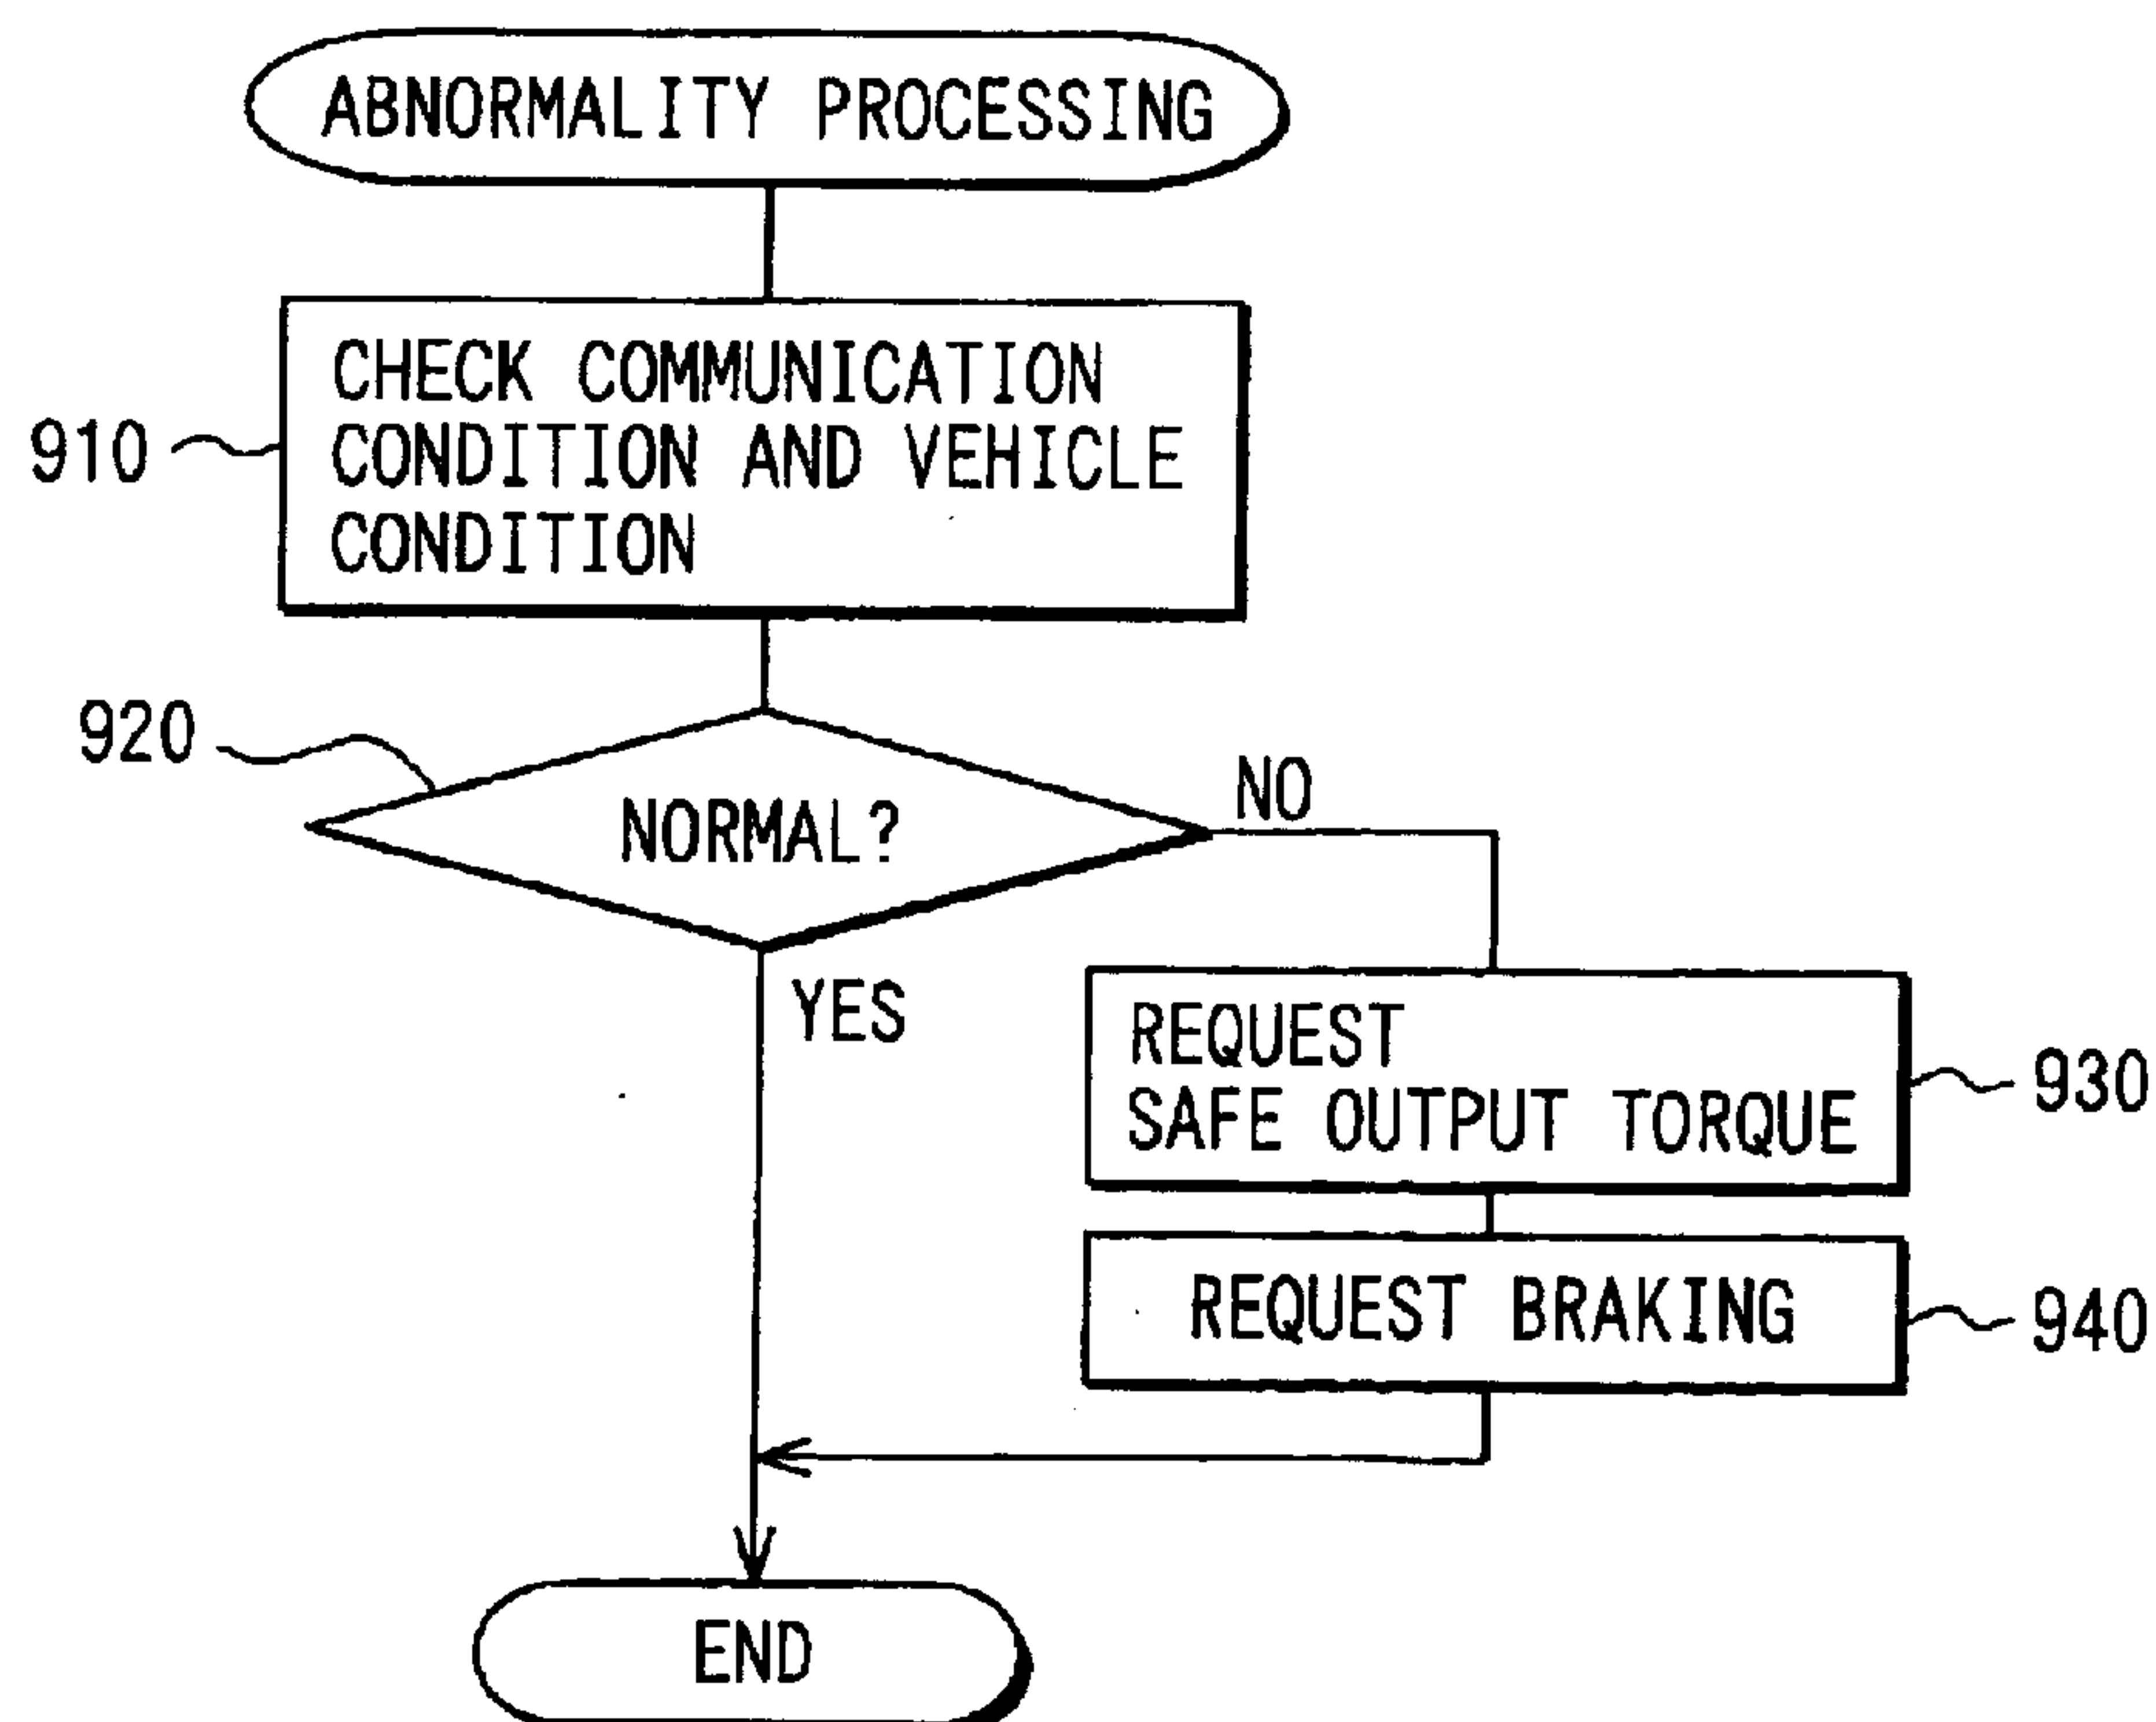 ABNORMALITY PROCESSING
CHECK COMMUNICATION
CONDITION AND VEHICLE
CONDITION
910
920
NORMAL?
NO
YES
REQUEST
SAFE OUTPUT TORQUE
930
REQUEST BRAKING
940
END